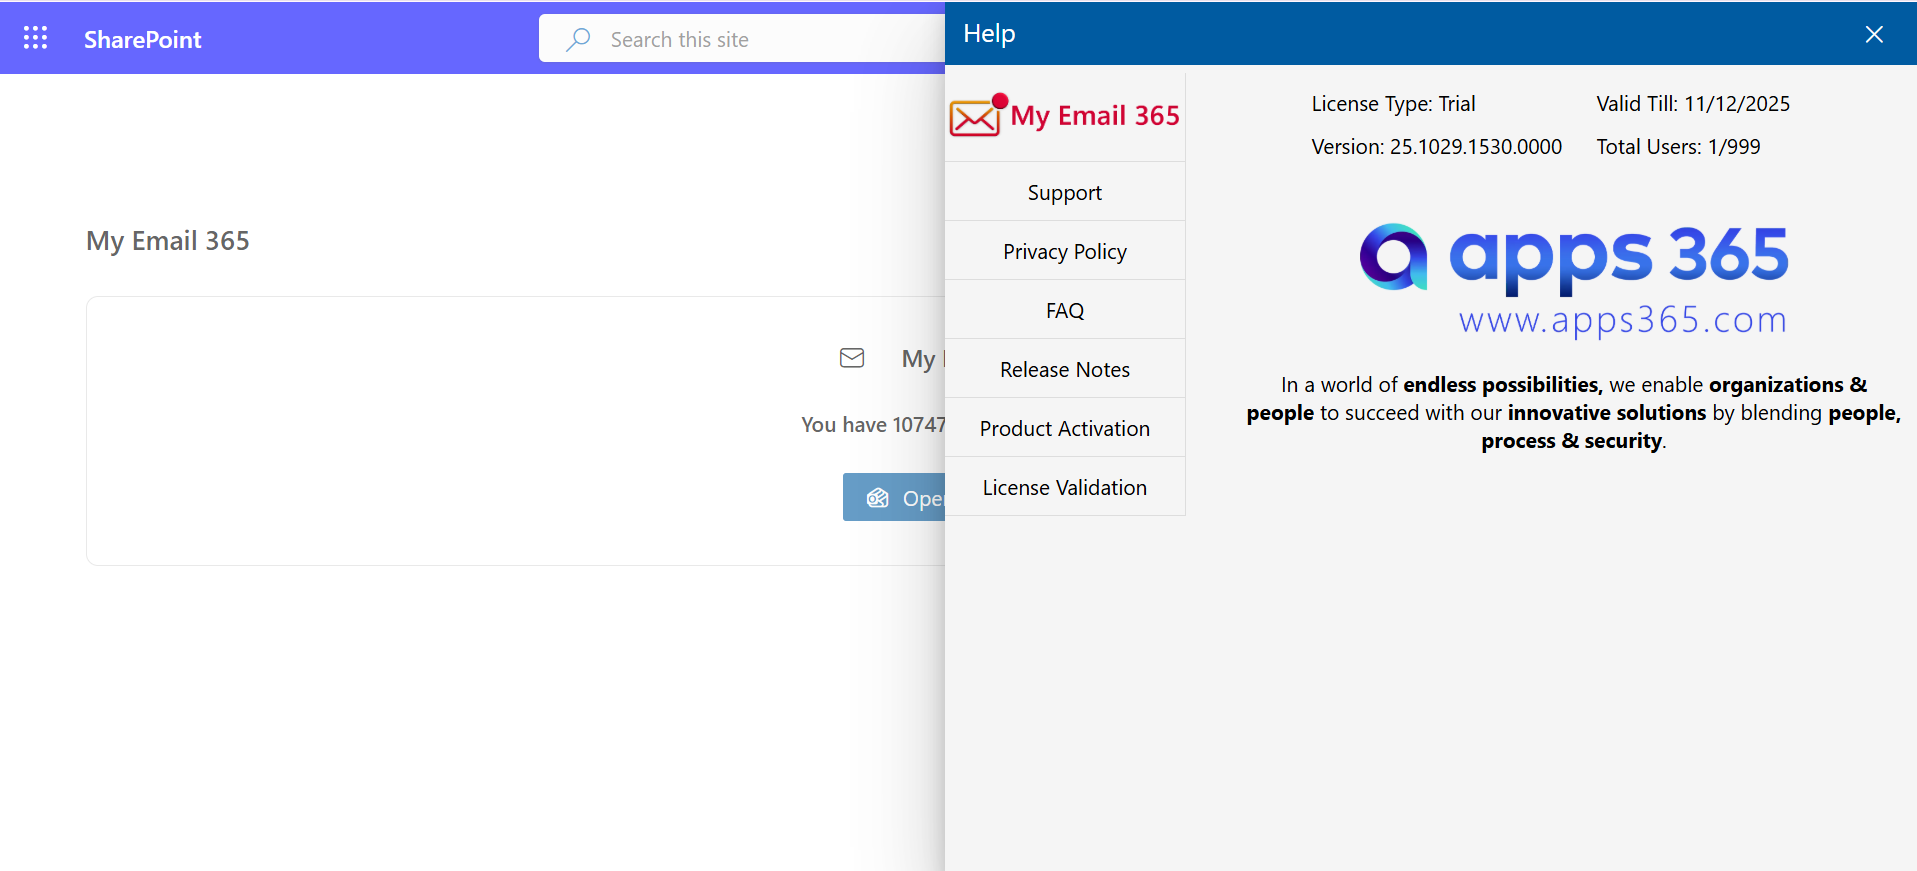 SharePoint
Search this site
Help
My Email 365
My Email 365
Support
Privacy Policy
FAQ
Release Notes
Product Activation
License Validation
License Type: Trial
Valid Till: 11/12/2025
Version: 25.1029.1530.0000
Total Users: 1/999
apps 365
www.apps365.com
In a world of endless possibilities, we enable organizations &
people to succeed with our innovative solutions by blending people,
process & security.
My
You have 10747